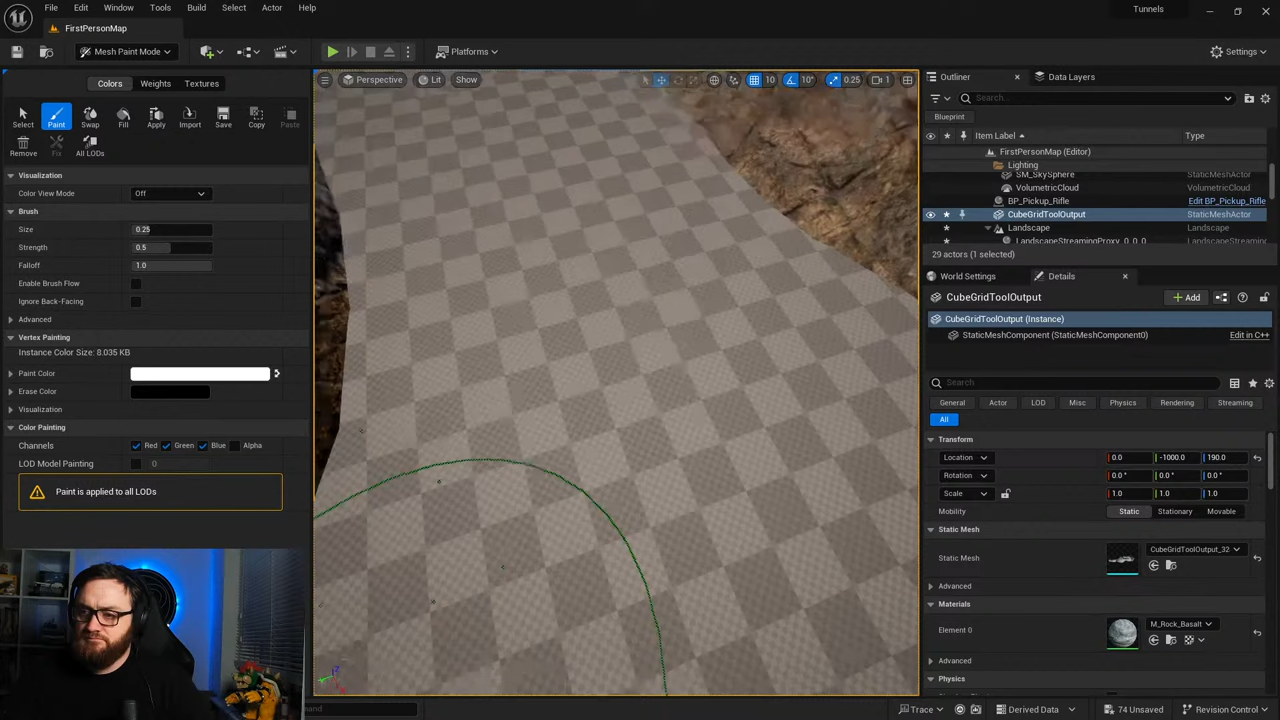 File Edit Window Tools Build Select Actor Help
Tunnels
FirstPersonMap
Mesh Paint Mode
Platforms
Settings
Colors Weights Textures
Perspective Lit Show
10 10° 0.25 1
Outliner Data Layers
Search...
Blueprint
Item Label Type
FirstPersonMap (Editor)
Lighting
SM_SkySphere StaticMeshActor
VolumetricCloud VolumetricCloud
BP_Pickup_Rifle Edit BP_Pickup_Rifle
CubeGridToolOutput StaticMeshActor
Landscape Landscape
LandscapeStreamingProxy_0_0_0
29 actors (1 selected)
Select Paint Swap Fill Apply Import Save Copy Paste
Remove Fix All LODs
Visualization
Color View Mode Off
Brush
Size 0.25
Strength 0.5
Falloff 1.0
Enable Brush Flow
Ignore Back-Facing
Advanced
Vertex Painting
Instance Color Size: 8.035 KB
Paint Color
Erase Color
Visualization
Color Painting
Channels Red Green Blue Alpha
LOD Model Painting 0
Paint is applied to all LODs
World Settings Details
CubeGridToolOutput
Add
CubeGridToolOutput (Instance)
StaticMeshComponent (StaticMeshComponent0) Edit in C++
Search
General Actor LOD Misc Physics Rendering Streaming
All
Transform
Location 0.0 -1000.0 190.0
Rotation 0.0° 0.0° 0.0°
Scale 1.0 1.0 1.0
Mobility Static Stationary Movable
Static Mesh
Static Mesh CubeGridToolOutput_32
Advanced
Materials
Element 0 M_Rock_Basalt
Advanced
Physics
Trace Derived Data 74 Unsaved Revision Control